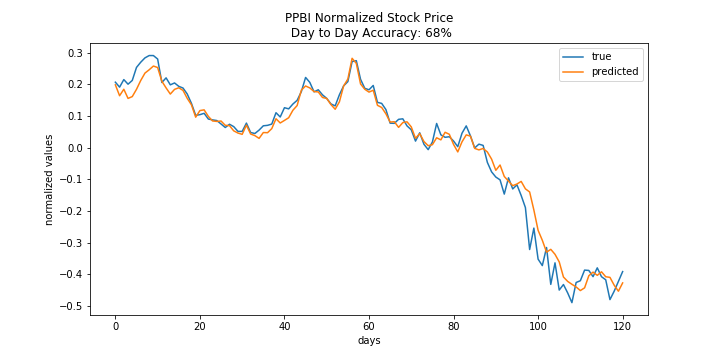 PPBI Normalized Stock Price
Day to Day Accuracy: 68%
true
predicted
normalized values
0.3
0.2
0.1
0.0
−0.1
−0.2
−0.3
−0.4
−0.5
0 20 40 60 80 100 120
days